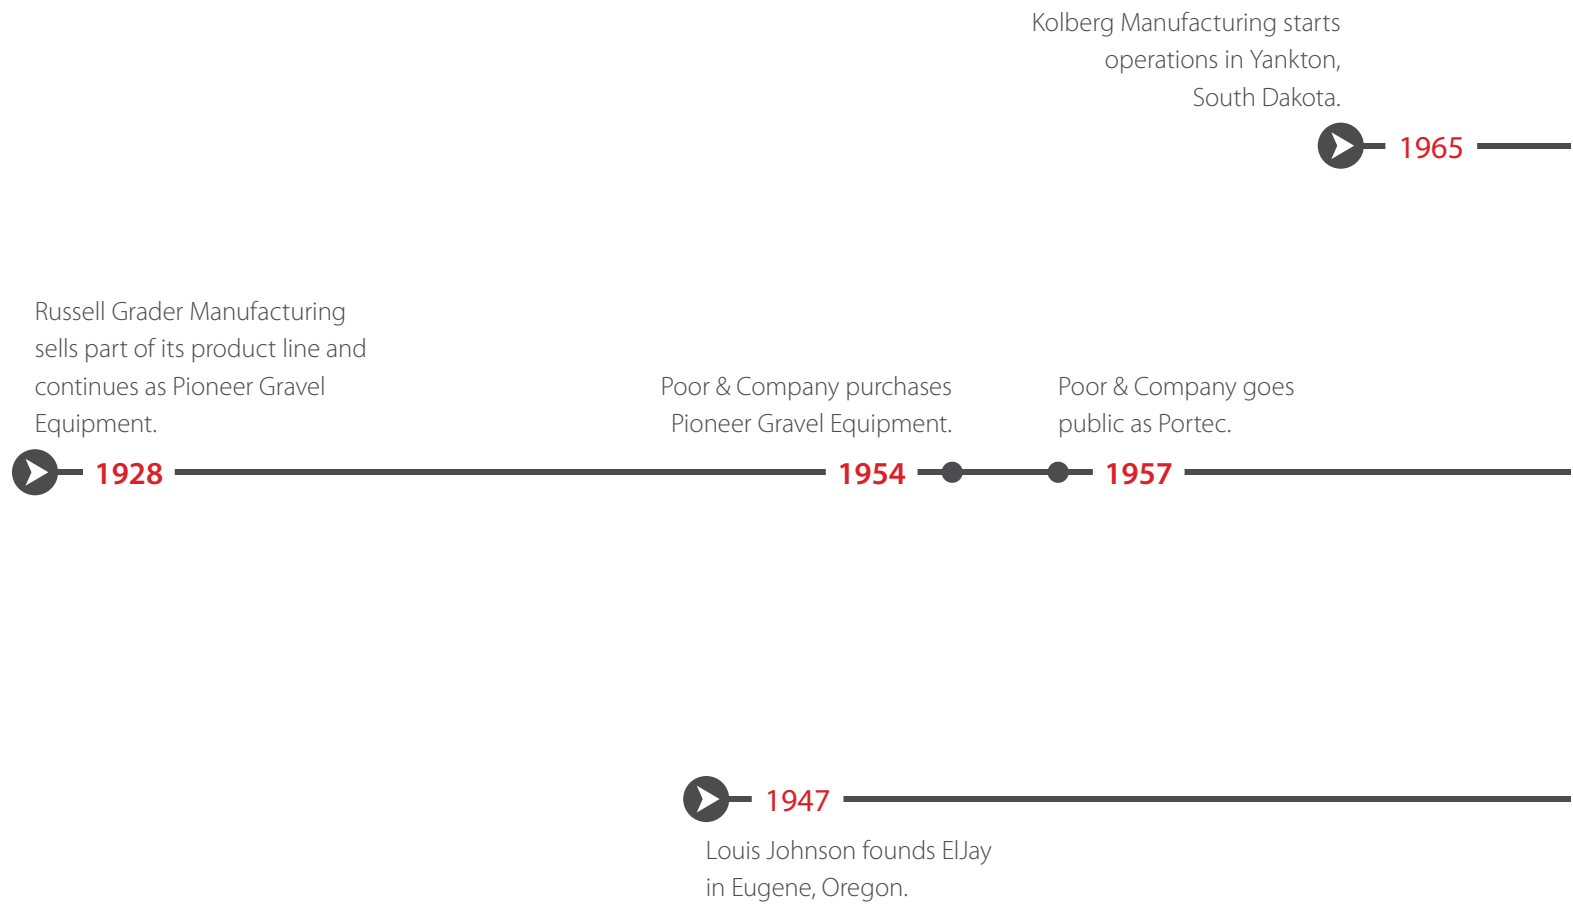 Kolberg Manufacturing starts
operations in Yankton,
South Dakota.
1965
Russell Grader Manufacturing
sells part of its product line and
continues as Pioneer Gravel
Equipment.
1928
Poor & Company purchases
Pioneer Gravel Equipment.
1954
Poor & Company goes
public as Portec.
1957
1947
Louis Johnson founds ElJay
in Eugene, Oregon.